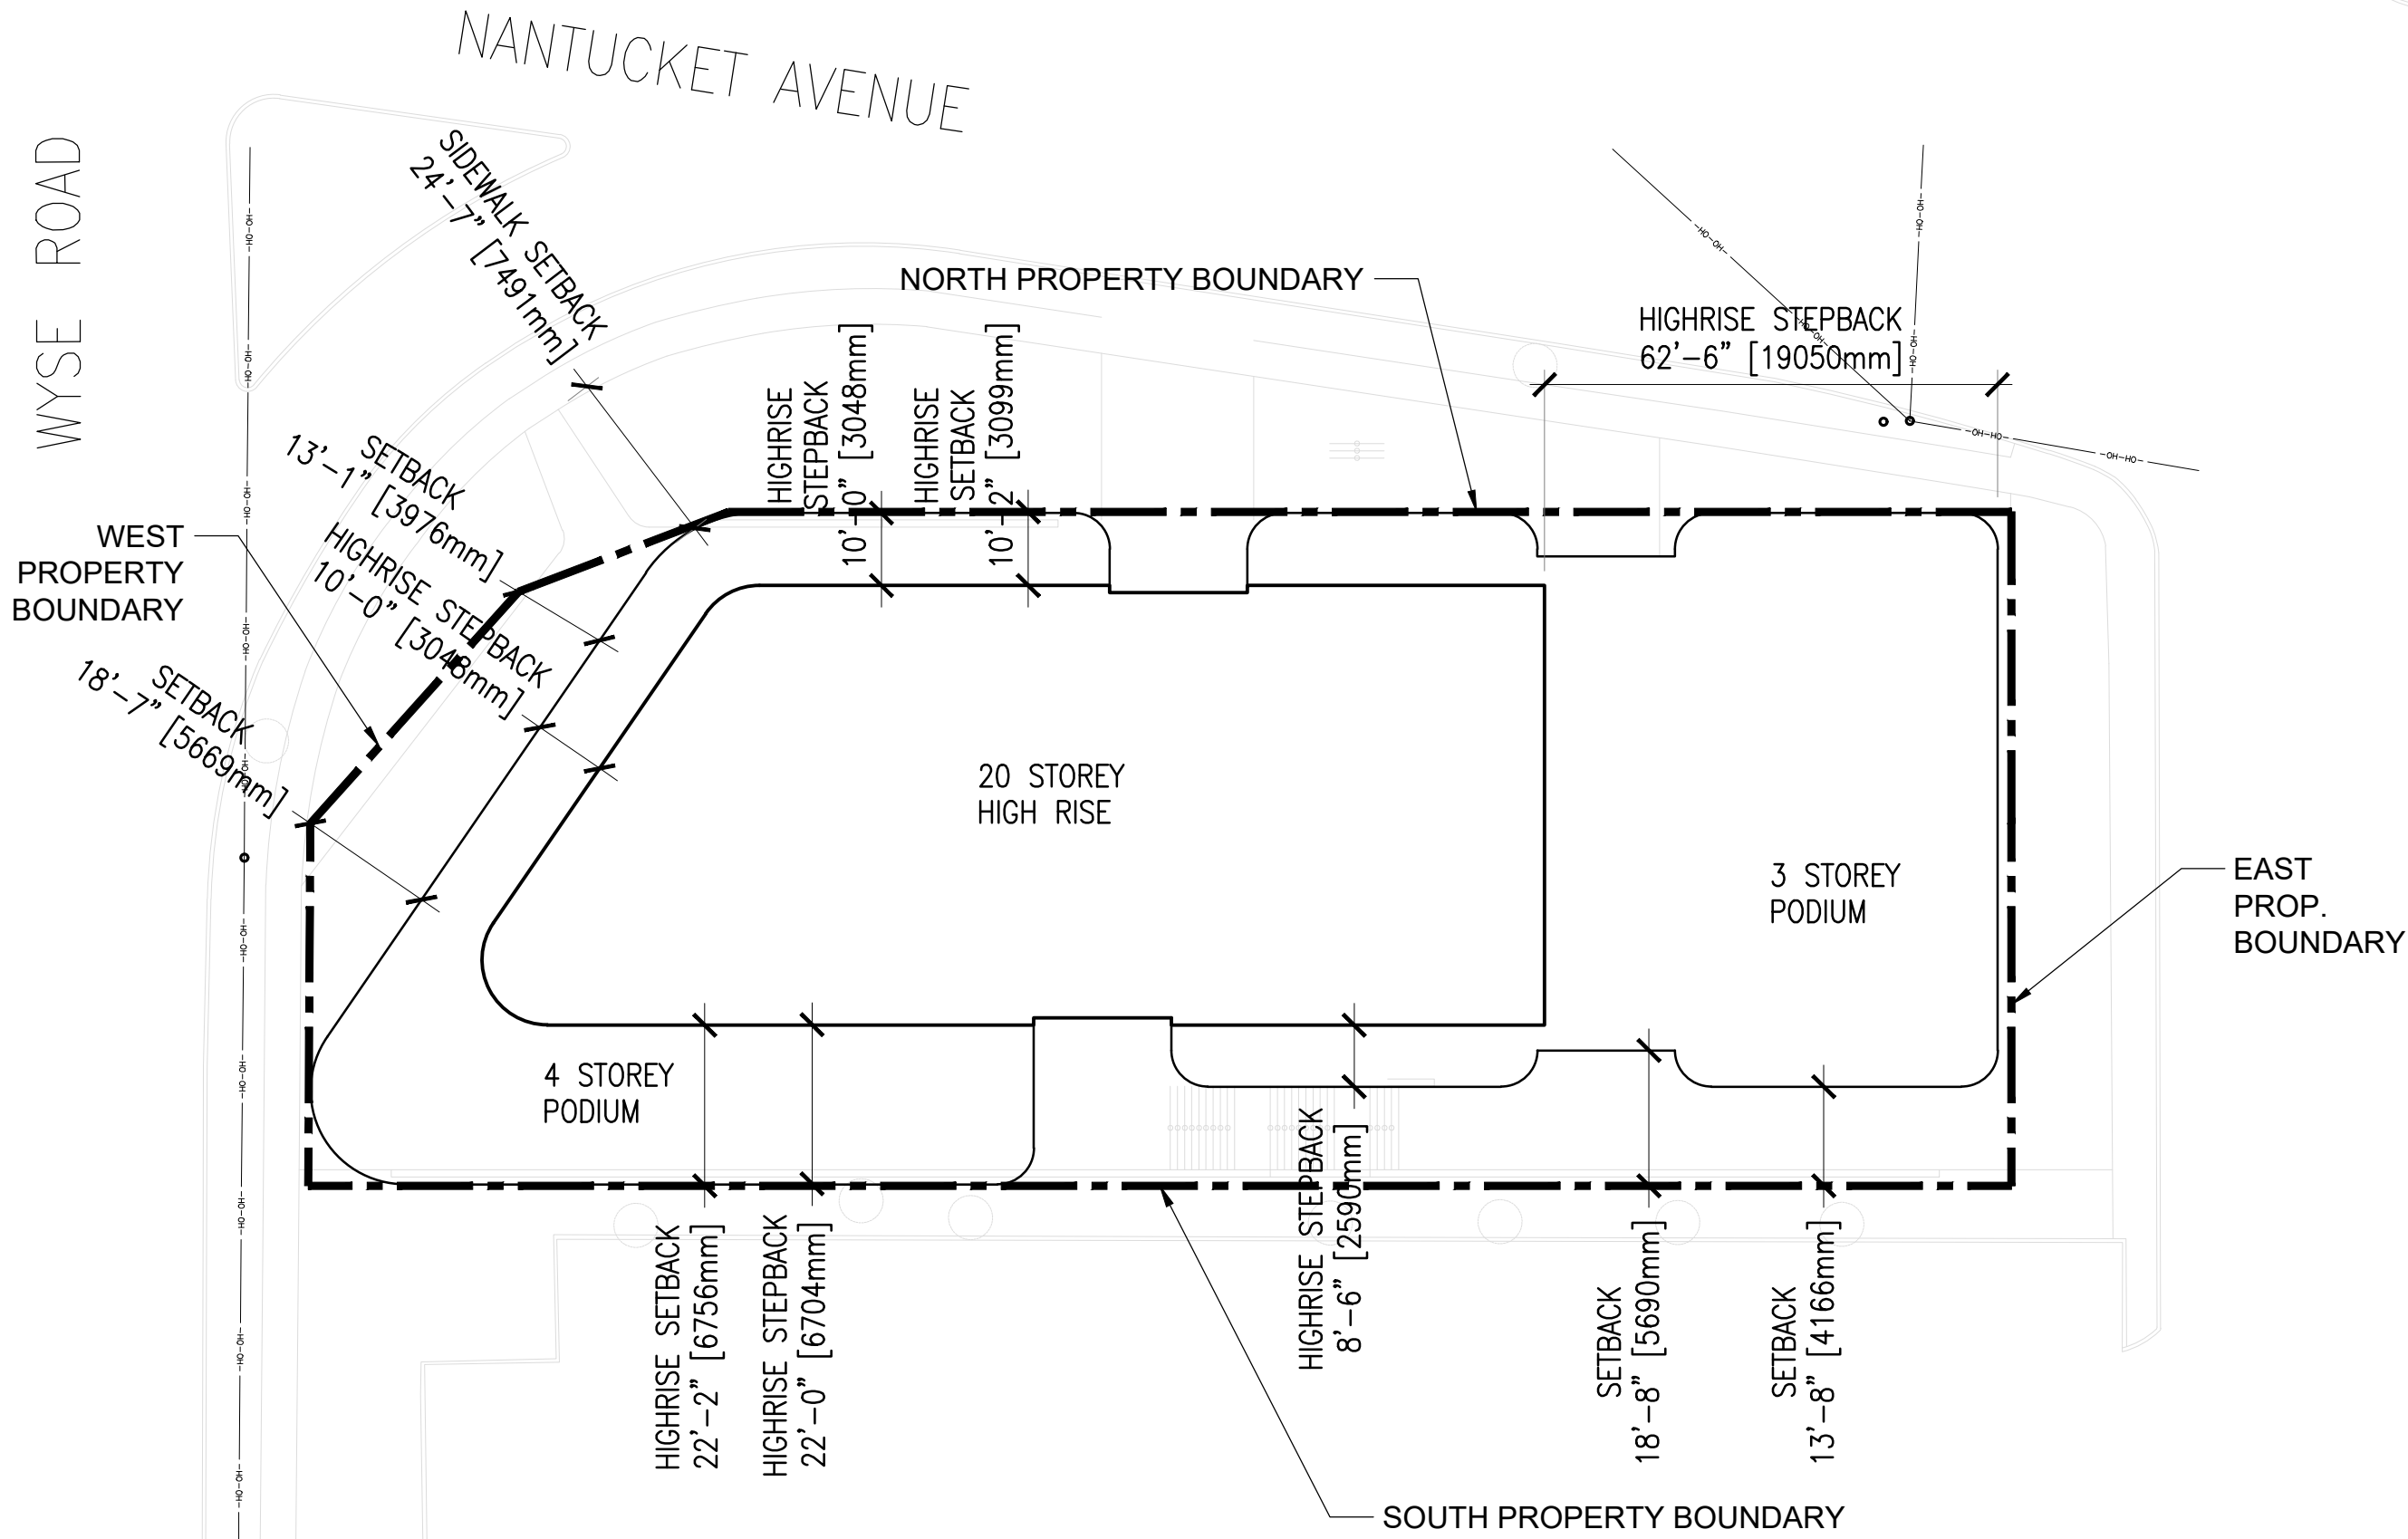 NANTUCKET AVENUE
WYSE ROAD
SIDEWALK SETBACK
24'-7" [7491mm]
NORTH PROPERTY BOUNDARY
HIGHRISE STEPBACK
62'-6" [19050mm]
HIGHRISE
STEPBACK
10'-0" [3048mm]
HIGHRISE
SETBACK
10'-2" [3099mm]
SETBACK
13'-1" [3976mm]
WEST
PROPERTY
BOUNDARY
HIGHRISE STEPBACK
10'-0" [3048mm]
SETBACK
18'-7" [5669mm]
20 STOREY
HIGH RISE
3 STOREY
PODIUM
EAST
PROP.
BOUNDARY
4 STOREY
PODIUM
HIGHRISE SETBACK
22'-2" [6756mm]
HIGHRISE STEPBACK
22'-0" [6704mm]
HIGHRISE STEPBACK
8'-6" [2590mm]
SETBACK
18'-8" [5690mm]
SETBACK
13'-8" [4166mm]
SOUTH PROPERTY BOUNDARY